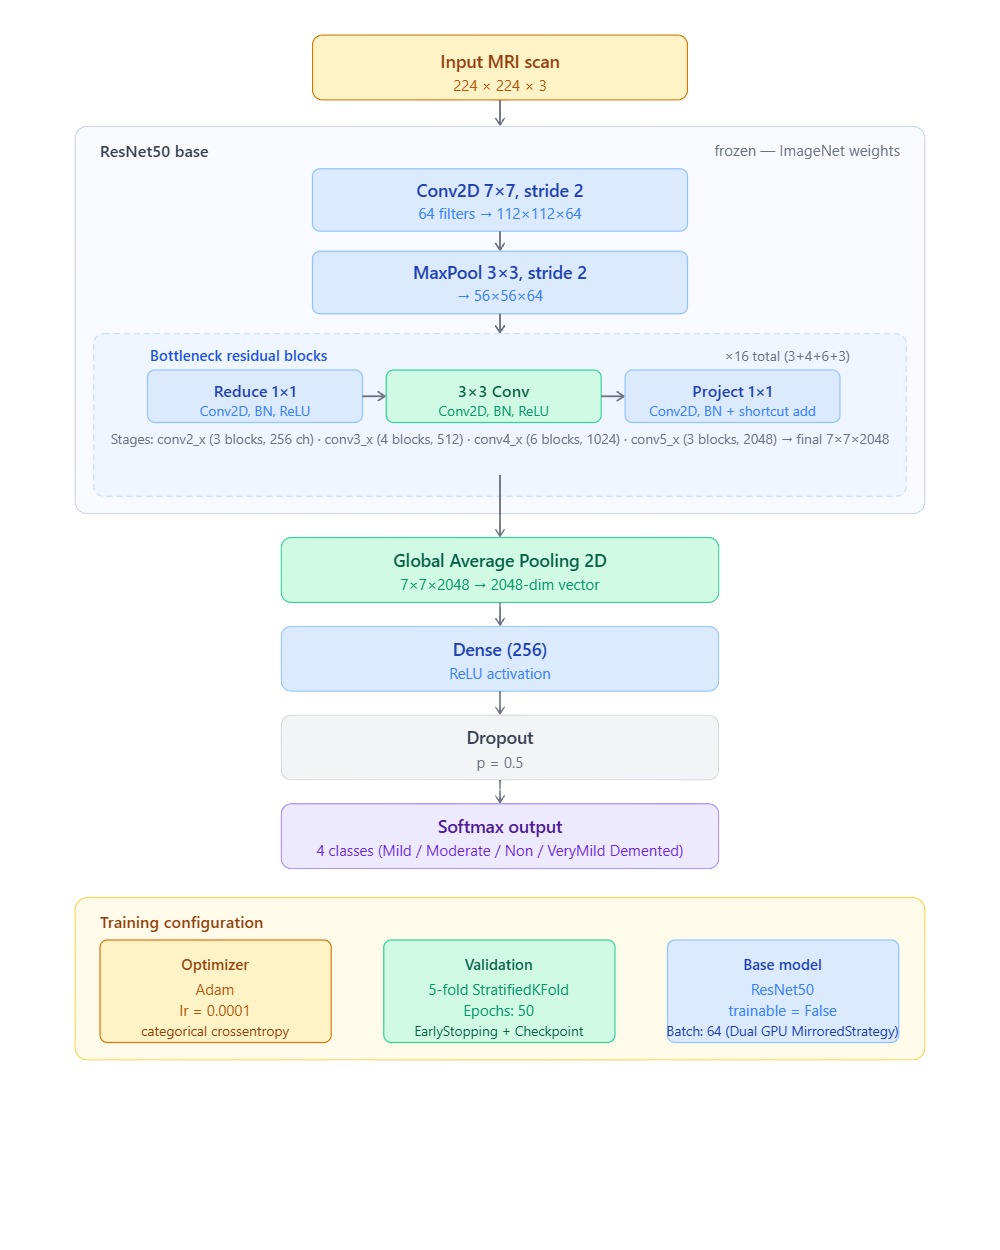 Input MRI scan
224 × 224 × 3
ResNet50 base
frozen — ImageNet weights
Conv2D 7×7, stride 2
64 filters → 112×112×64
MaxPool 3×3, stride 2
→ 56×56×64
Bottleneck residual blocks
×16 total (3+4+6+3)
Reduce 1×1
Conv2D, BN, ReLU
3×3 Conv
Conv2D, BN, ReLU
Project 1×1
Conv2D, BN + shortcut add
Stages: conv2_x (3 blocks, 256 ch) · conv3_x (4 blocks, 512) · conv4_x (6 blocks, 1024) · conv5_x (3 blocks, 2048) → final 7×7×2048
Global Average Pooling 2D
7×7×2048 → 2048-dim vector
Dense (256)
ReLU activation
Dropout
p = 0.5
Softmax output
4 classes (Mild / Moderate / Non / VeryMild Demented)
Training configuration
Optimizer
Adam
lr = 0.0001
categorical crossentropy
Validation
5-fold StratifiedKFold
Epochs: 50
EarlyStopping + Checkpoint
Base model
ResNet50
trainable = False
Batch: 64 (Dual GPU MirroredStrategy)